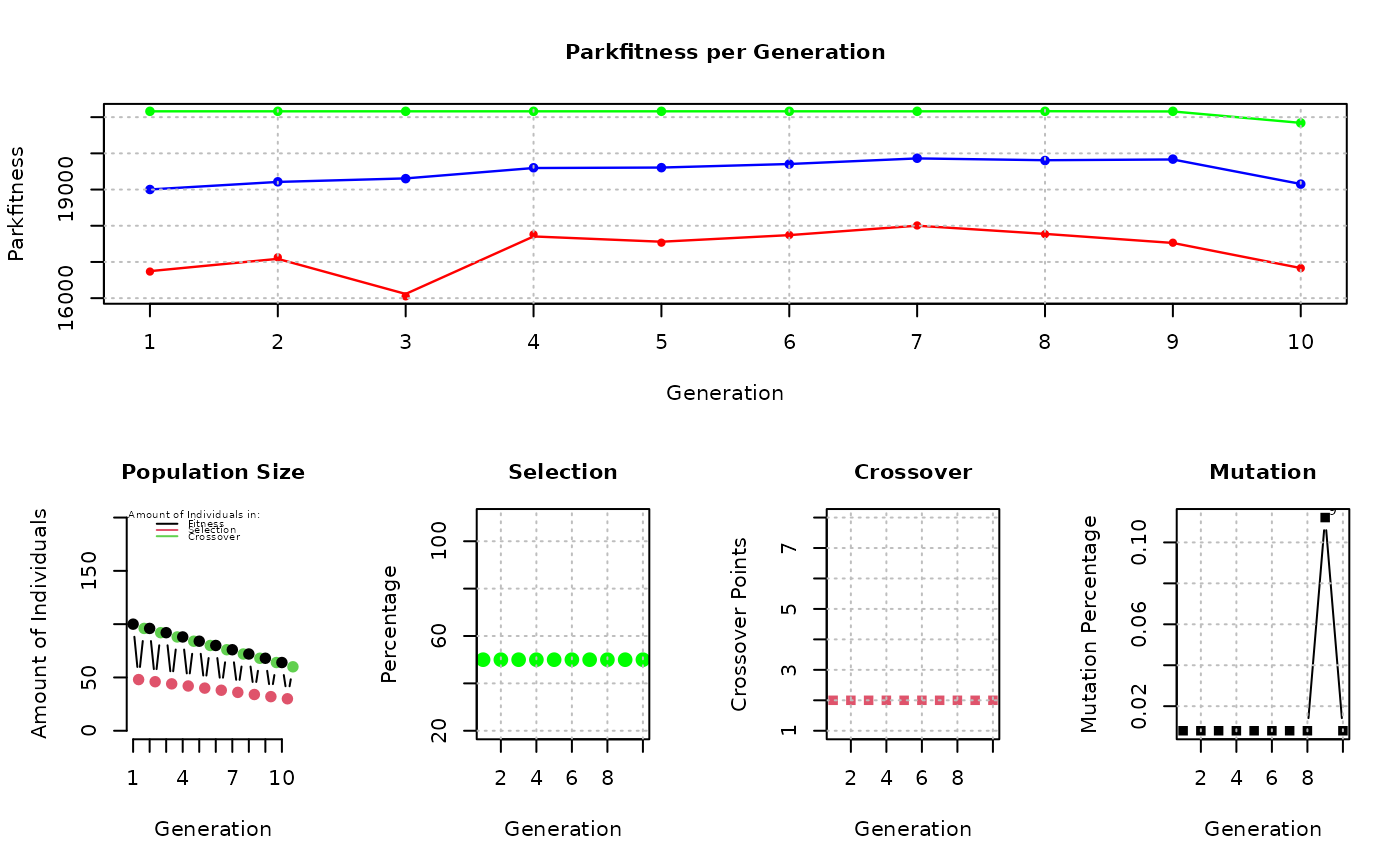 Parkfitness per Generation
Parkfitness
16000 19000
1 2 3 4 5 6 7 8 9 10
Generation
Population Size
Amount of Individuals
0 50 150
Amount of Individuals in:
Fitness
Selection
Crossover
1 4 7 10
Generation
Selection
Percentage
20 60 100
2 4 6 8
Generation
Crossover
Crossover Points
1 3 5 7
2 4 6 8
Generation
Mutation
Mutation Percentage
0.02 0.06 0.10
9
2 4 6 8
Generation